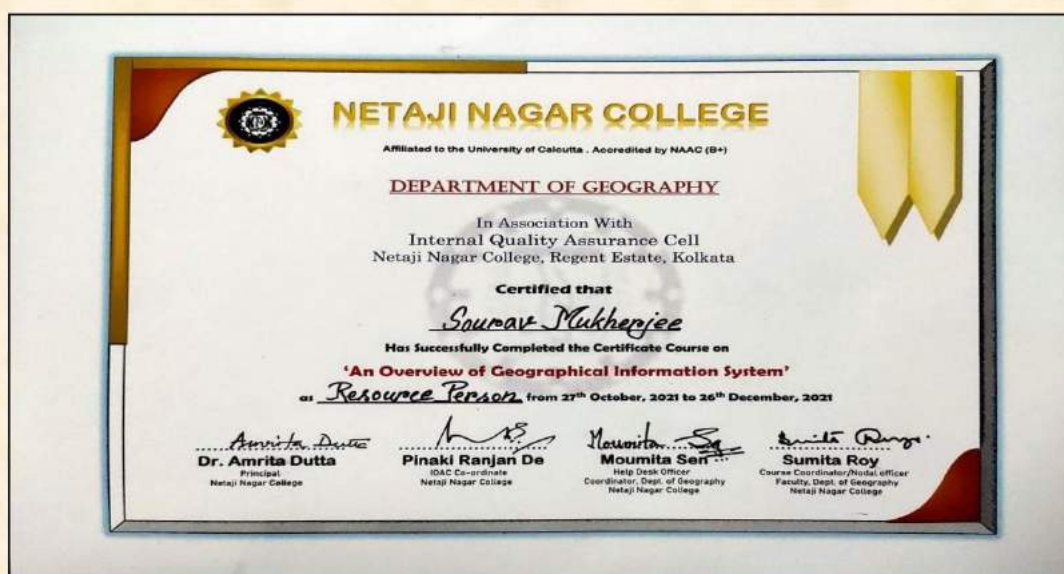 NETAJI NAGAR COLLEGE
Affiliated to the University of Calcutta . Accredited by NAAC (B+)
DEPARTMENT OF GEOGRAPHY
In Association With
Internal Quality Assurance Cell
Netaji Nagar College, Regent Estate, Kolkata
Certified that
Sourav Mukherjee
Has Successfully Completed the Certificate Course on
'An Overview of Geographical Information System'
as Resource Person from 27th October, 2021 to 26th December, 2021
Amrita Dutta
Dr. Amrita Dutta Pinaki Ranjan De Moumita Sen Sumita Roy
Principal IQAC Co-ordinate Help Desk Officer Course Coordinator/Nodal officer
Netaji Nagar College Netaji Nagar College Coordinator, Dept. of Geography Faculty, Dept. of Geography
Netaji Nagar College Netaji Nagar College